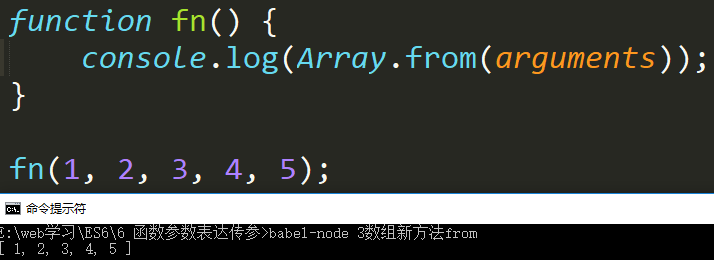 function fn() {
    console.log(Array.from(arguments));
}
fn(1, 2, 3, 4, 5);
命令提示符
E:\web学习\ES6\6 函数参数表达传参>babel-node 3数组新方法from
[ 1, 2, 3, 4, 5 ]